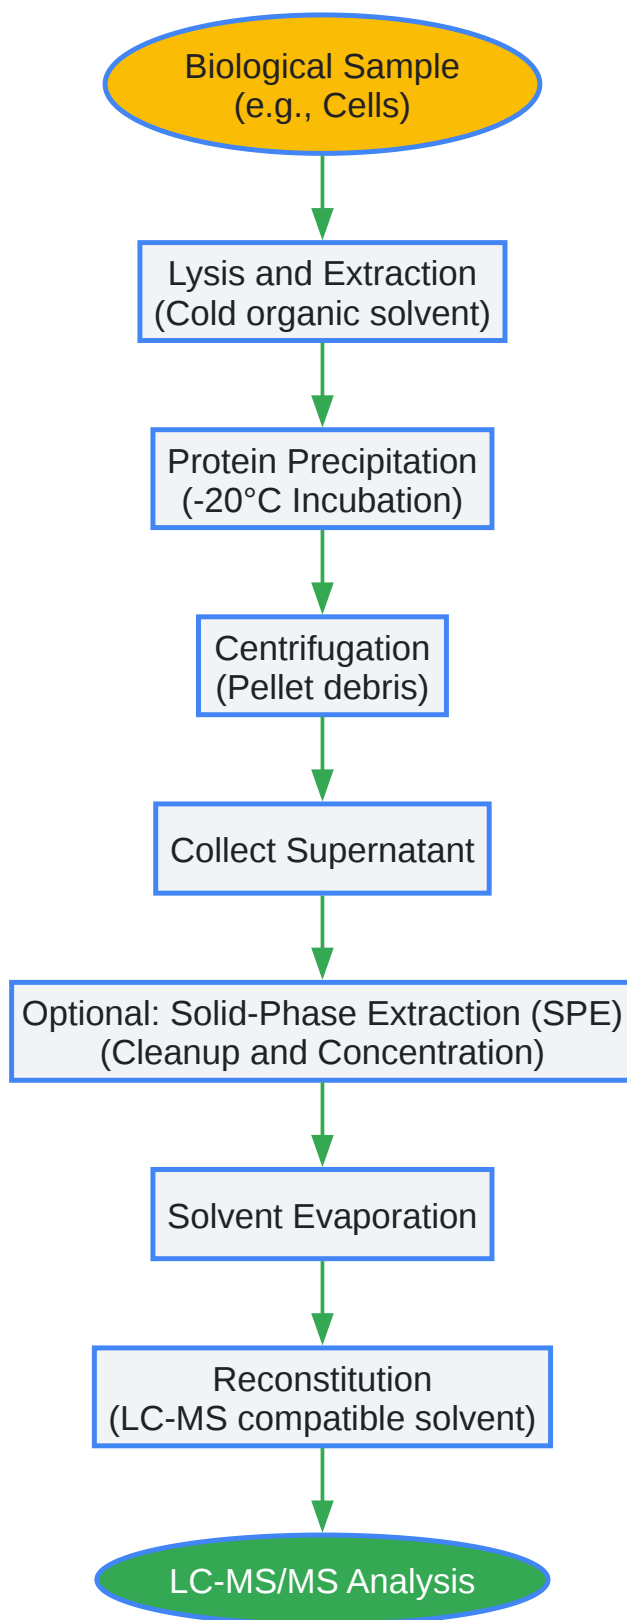 Biological Sample
(e.g., Cells)
Lysis and Extraction
(Cold organic solvent)
Protein Precipitation
(-20°C Incubation)
Centrifugation
(Pellet debris)
Collect Supernatant
Optional: Solid-Phase Extraction (SPE)
(Cleanup and Concentration)
Solvent Evaporation
Reconstitution
(LC-MS compatible solvent)
LC-MS/MS Analysis